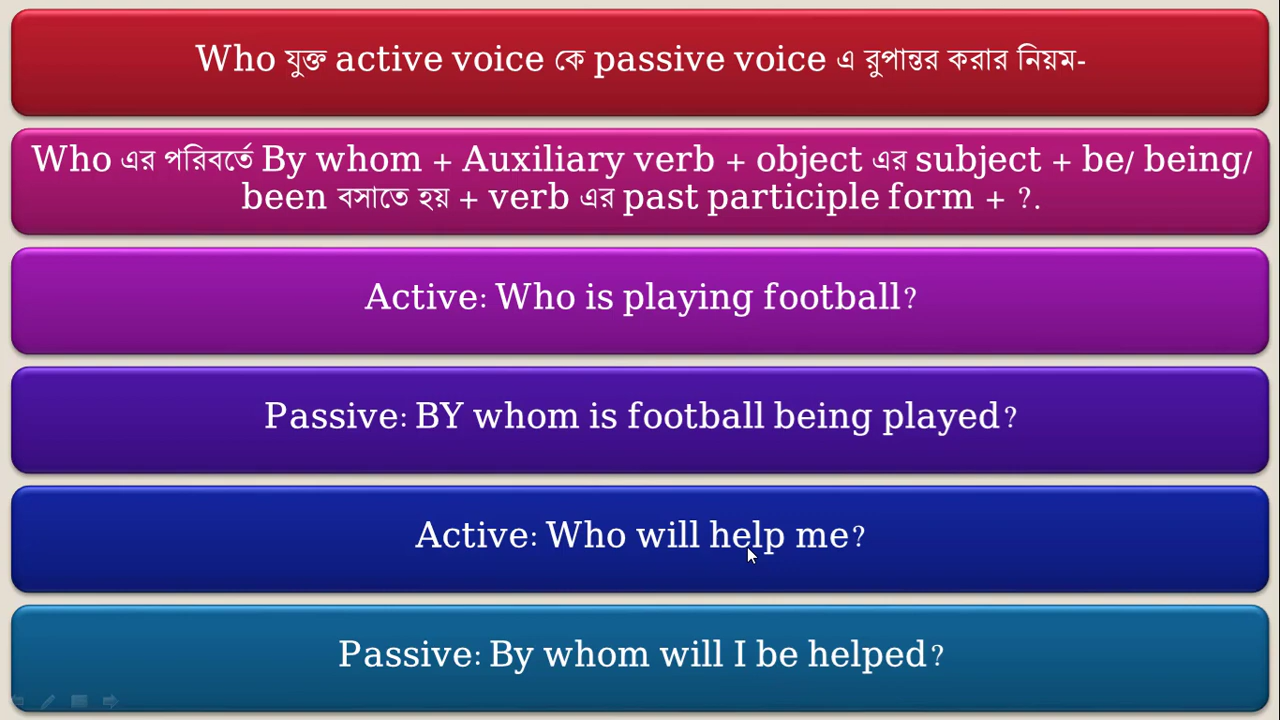 Who যুক্ত active voice কে passive voice এ রুপান্তর করার নিয়ম-
Who এর পরিবর্তে By whom + Auxiliary verb + object এর subject + be/ being/
been বসাতে হয় + verb এর past participle form + ?.
Active: Who is playing football?
Passive: BY whom is football being played?
Active: Who will help me?
Passive: By whom will I be helped?